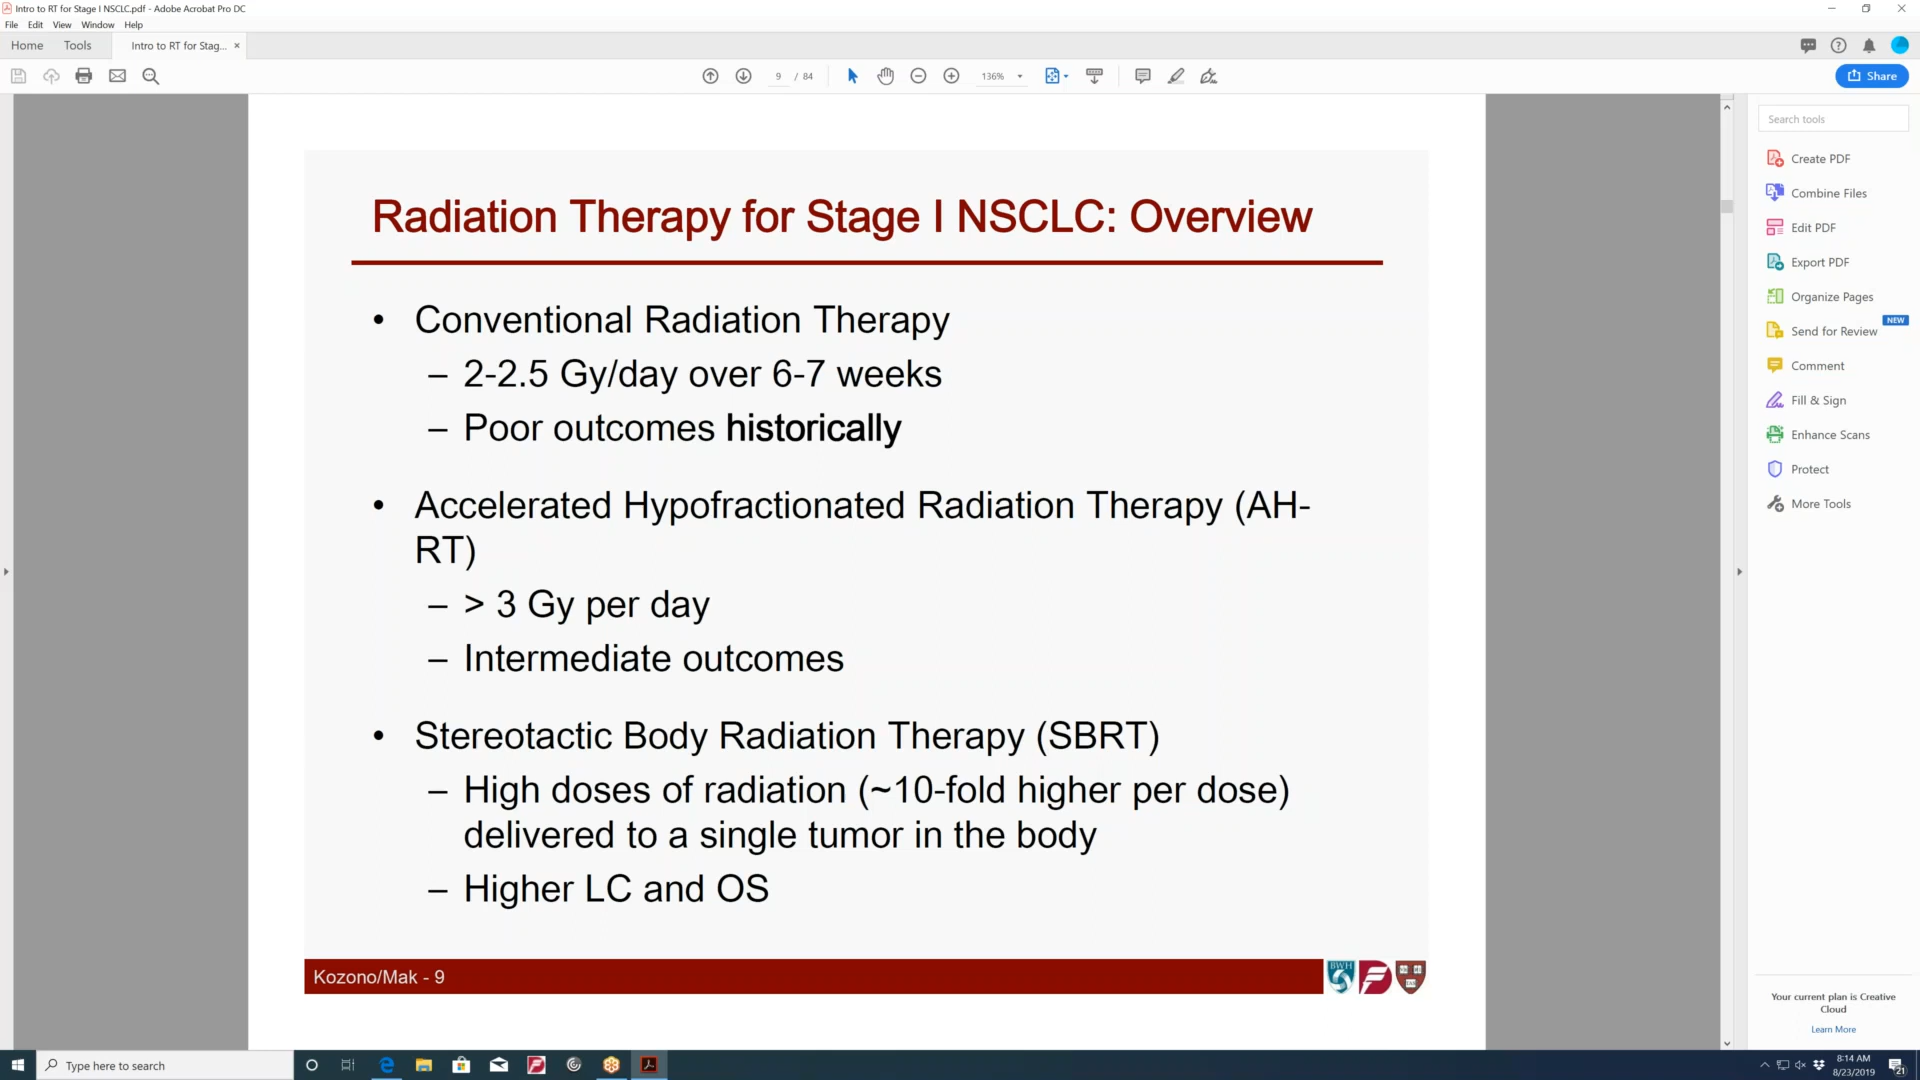 Intro to RT for Stage I NSCLC.pdf - Adobe Acrobat Pro DC
File Edit View Window Help
Home Tools Intro to RT for Stag... ×
9 / 84 136%
Share
Search tools
Create PDF
Combine Files
Edit PDF
Export PDF
Organize Pages
Send for Review NEW
Comment
Fill & Sign
Enhance Scans
Protect
More Tools
Radiation Therapy for Stage I NSCLC: Overview
• Conventional Radiation Therapy
– 2-2.5 Gy/day over 6-7 weeks
– Poor outcomes historically
• Accelerated Hypofractionated Radiation Therapy (AH-
RT)
– > 3 Gy per day
– Intermediate outcomes
• Stereotactic Body Radiation Therapy (SBRT)
– High doses of radiation (~10-fold higher per dose)
delivered to a single tumor in the body
– Higher LC and OS
Kozono/Mak - 9
BWH
Your current plan is Creative
Cloud
Learn More
Type here to search
8:14 AM
8/23/2019
21